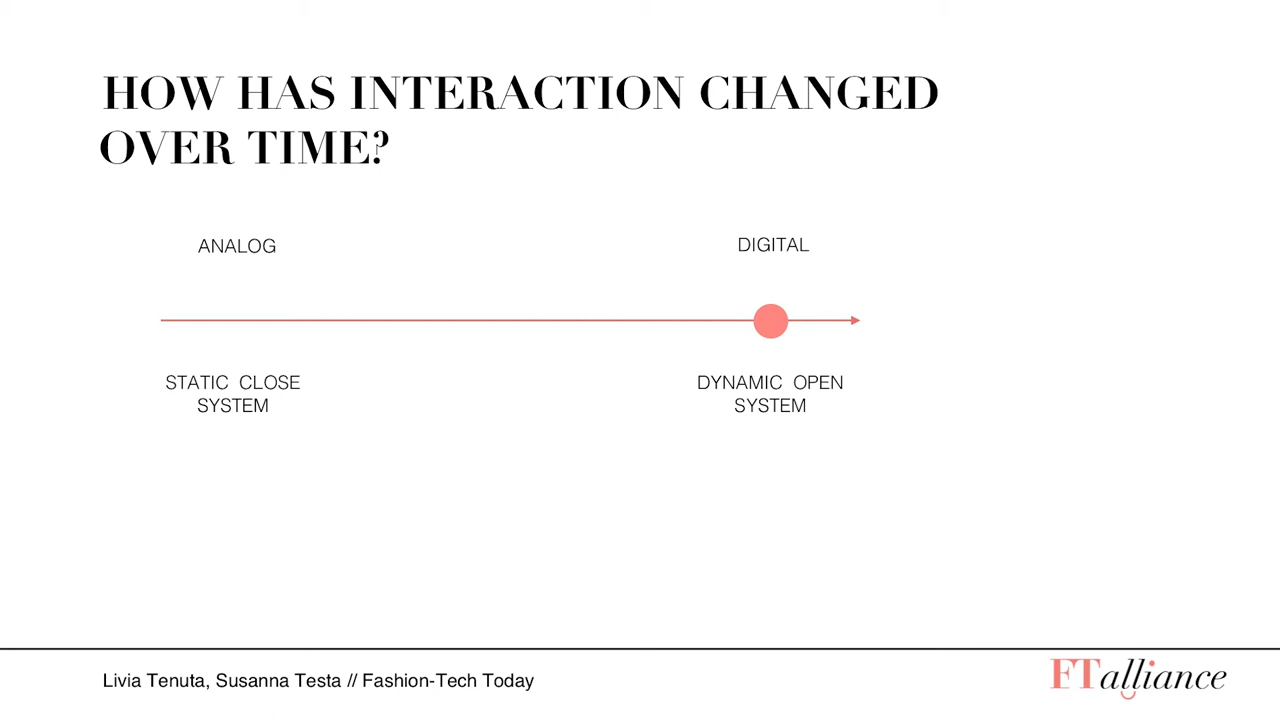 HOW HAS INTERACTION CHANGED
OVER TIME?
ANALOG
DIGITAL
STATIC CLOSE
SYSTEM
DYNAMIC OPEN
SYSTEM
Livia Tenuta, Susanna Testa // Fashion-Tech Today
FTalliance